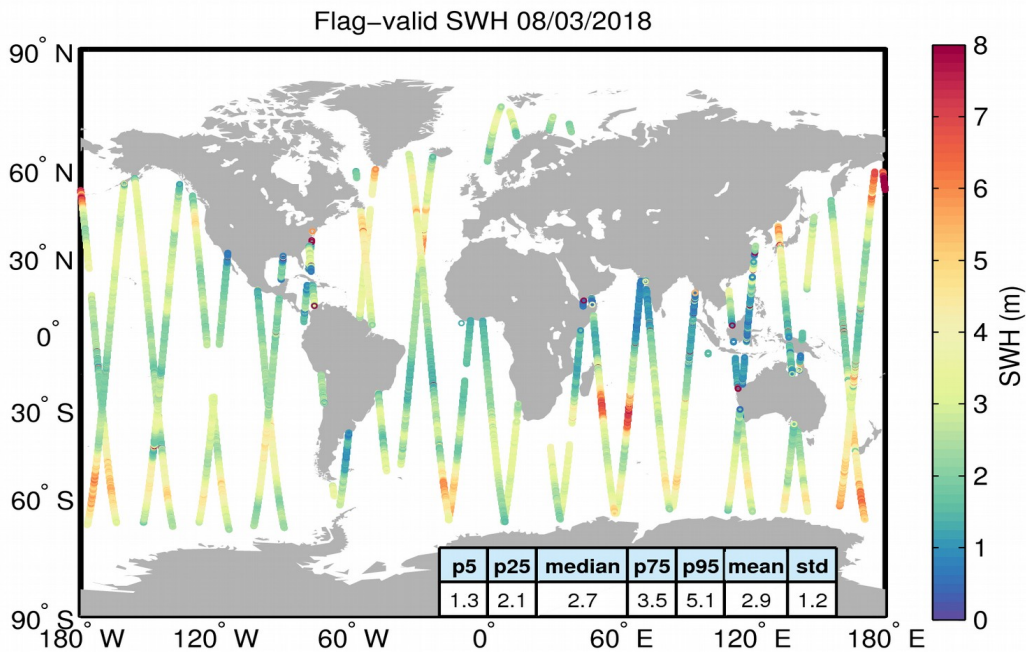 Flag−valid SWH 08/03/2018
90° N
60° N
30° N
0°
30° S
60° S
90° S
180° W
120° W
60° W
0°
60° E
120° E
180° E
p5 p25 median p75 p95 mean std
1.3 2.1 2.7 3.5 5.1 2.9 1.2
8
7
6
5
4
3
2
1
0
SWH (m)